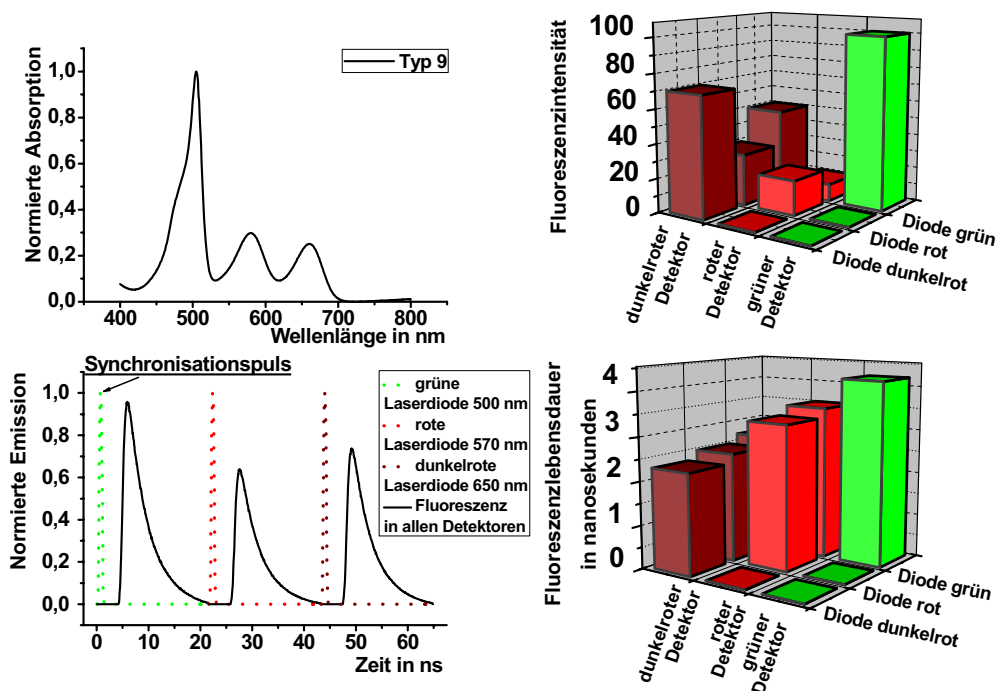 Normierte Absorption
1,0
0,8
0,6
0,4
0,2
0,0
Typ 9
400 500 600 700 800
Wellenlänge in nm
Fluoreszenzintensität
100
80
60
40
20
0
dunkelroter
Detektor
roter
Detektor
grüner
Detektor
Diode grün
Diode rot
Diode dunkelrot
Synchronisationspuls
Normierte Emission
1,0
0,8
0,6
0,4
0,2
0,0
grüne
Laserdiode 500 nm
rote
Laserdiode 570 nm
dunkelrote
Laserdiode 650 nm
Fluoreszenz
in allen Detektoren
0 10 20 30 40 50 60
Zeit in ns
Fluoreszenzlebensdauer
in nanosekunden
4
3
2
1
0
dunkelroter
Detektor
roter
Detektor
grüner
Detektor
Diode grün
Diode rot
Diode dunkelrot